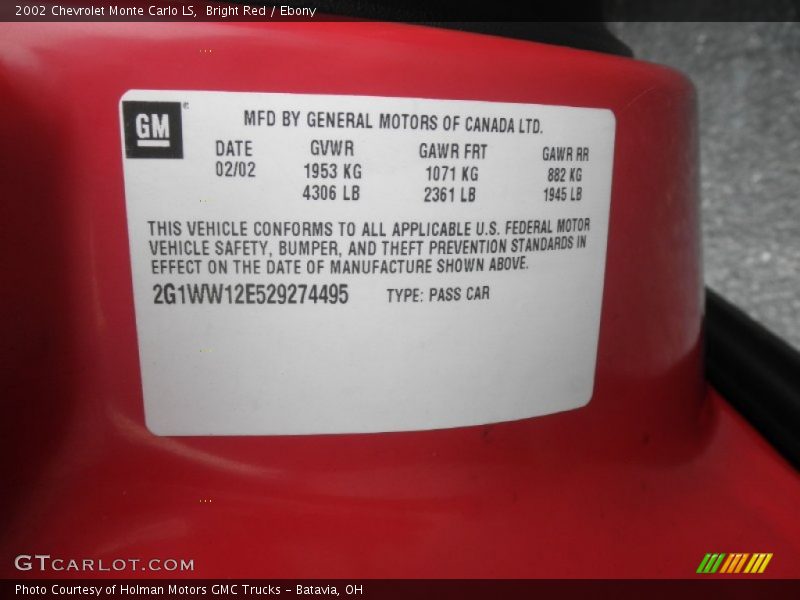 2002 Chevrolet Monte Carlo LS,  Bright Red / Ebony
GM
MFD BY GENERAL MOTORS OF CANADA LTD.
DATE GVWR GAWR FRT GAWR RR
02/02 1953 KG 1071 KG 882 KG
4306 LB 2361 LB 1945 LB
THIS VEHICLE CONFORMS TO ALL APPLICABLE U.S. FEDERAL MOTOR
VEHICLE SAFETY, BUMPER, AND THEFT PREVENTION STANDARDS IN
EFFECT ON THE DATE OF MANUFACTURE SHOWN ABOVE.
2G1WW12E529274495 TYPE: PASS CAR
GTCARLOT.COM
Photo Courtesy of Holman Motors GMC Trucks - Batavia, OH